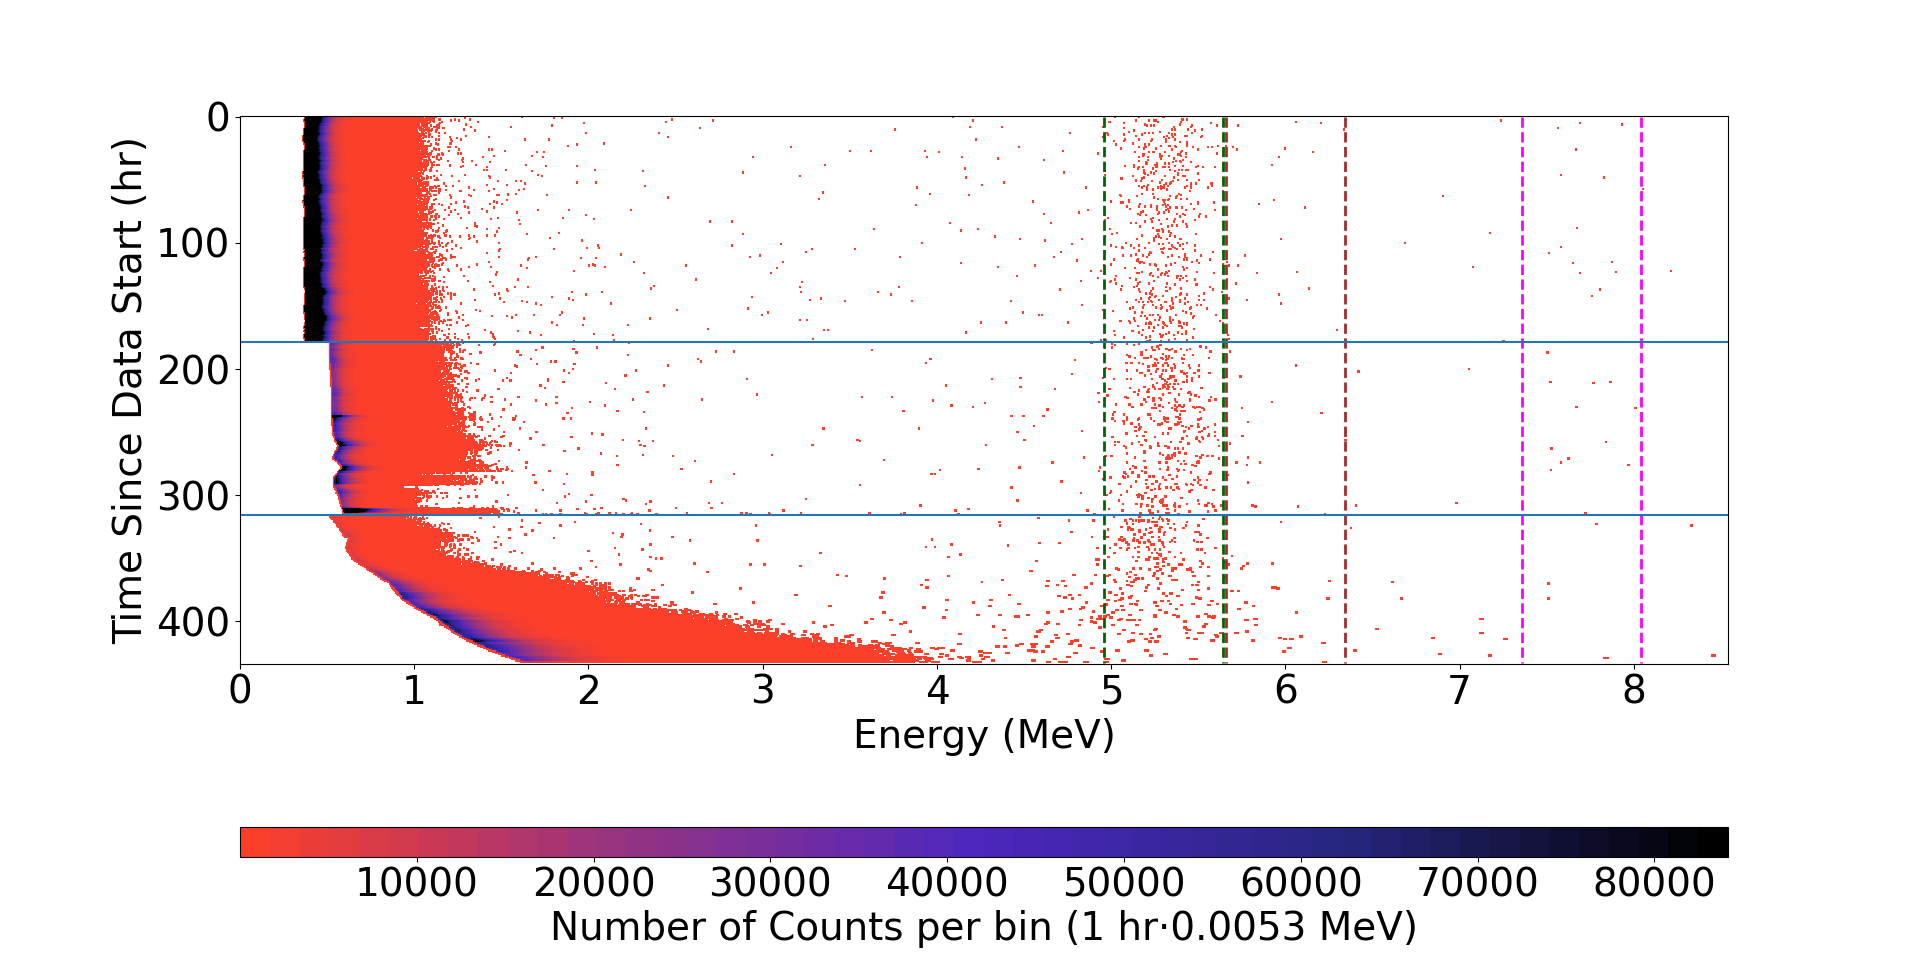 0
100
200
300
400
Time Since Data Start (hr)
0 1 2 3 4 5 6 7 8
Energy (MeV)
10000 20000 30000 40000 50000 60000 70000 80000
Number of Counts per bin (1 hr·0.0053 MeV)